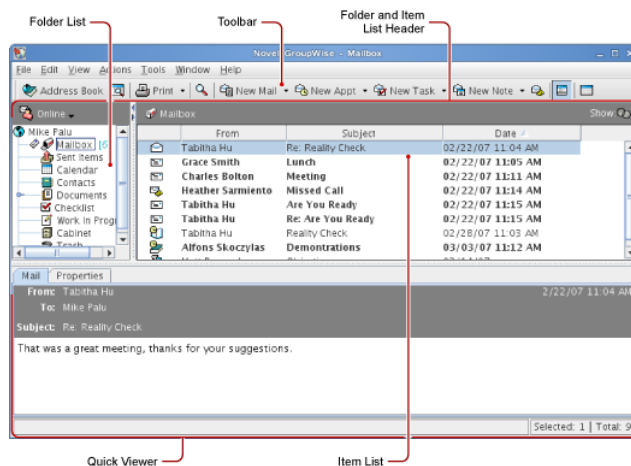 Folder List
Toolbar
Folder and Item
List Header
Novell GroupWise - Mailbox
File Edit View Actions Tools Window Help
Address Book Print New Mail New Appt New Task New Note
Online
Mailbox
Show
Mike Palu
Mailbox [6
Sent Items
Calendar
Contacts
Documents
Checklist
Work In Progr
Cabinet
Trash
From Subject Date
Tabitha Hu Re: Reality Check 02/22/07 11:04 AM
Grace Smith Lunch 02/22/07 11:05 AM
Charles Bolton Meeting 02/22/07 11:11 AM
Heather Sarmiento Missed Call 02/22/07 11:14 AM
Tabitha Hu Are You Ready 02/22/07 11:15 AM
Tabitha Hu Re: Are You Ready 02/22/07 11:15 AM
Tabitha Hu Reality Check 02/28/07 11:03 AM
Alfons Skoczylas Demontrations 03/03/07 11:12 AM
Mail Properties
From: Tabitha Hu 2/22/07 11:04 AM
To: Mike Palu
Subject: Re: Reality Check
That was a great meeting, thanks for your suggestions.
Selected: 1 Total: 9
Quick Viewer
Item List